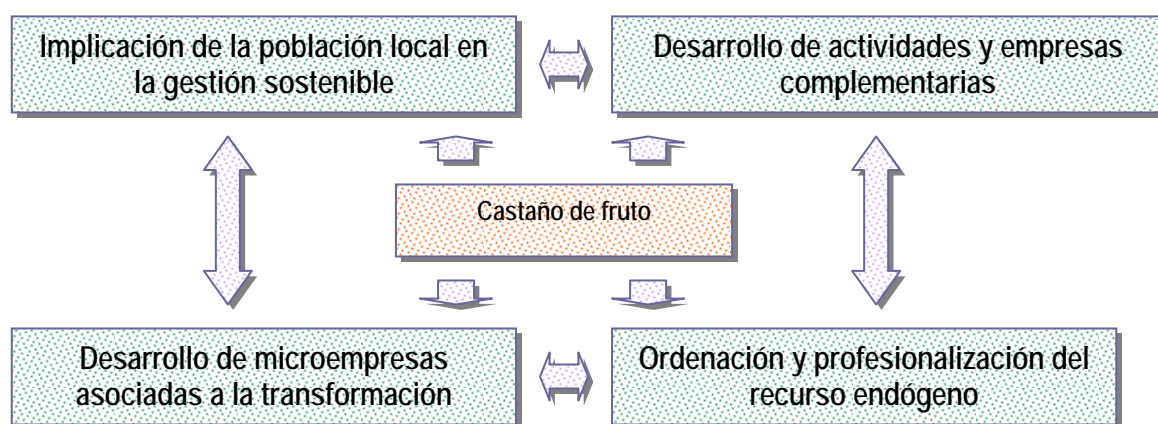 Implicación de la población local en
la gestión sostenible
Desarrollo de actividades y empresas
complementarias
Castaño de fruto
Desarrollo de microempresas
asociadas a la transformación
Ordenación y profesionalización del
recurso endógeno